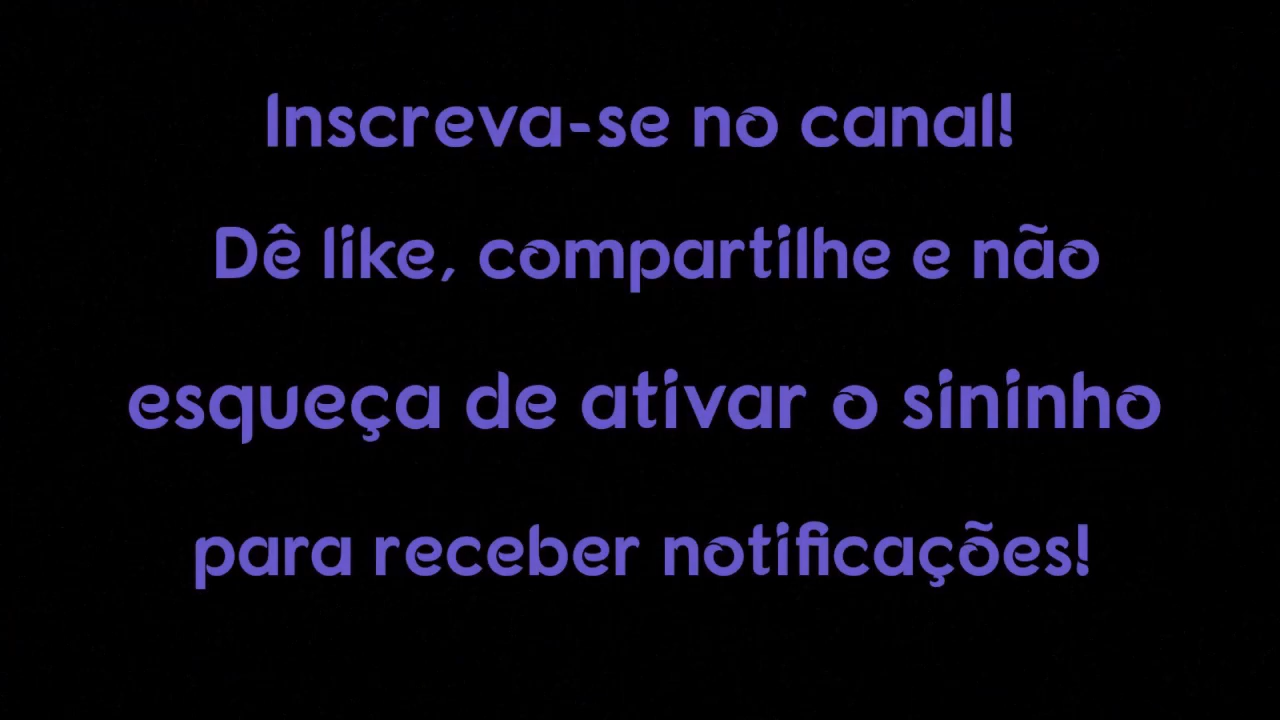 Inscreva-se no canal!
Dê like, compartilhe e não
esqueça de ativar o sininho
para receber notificações!